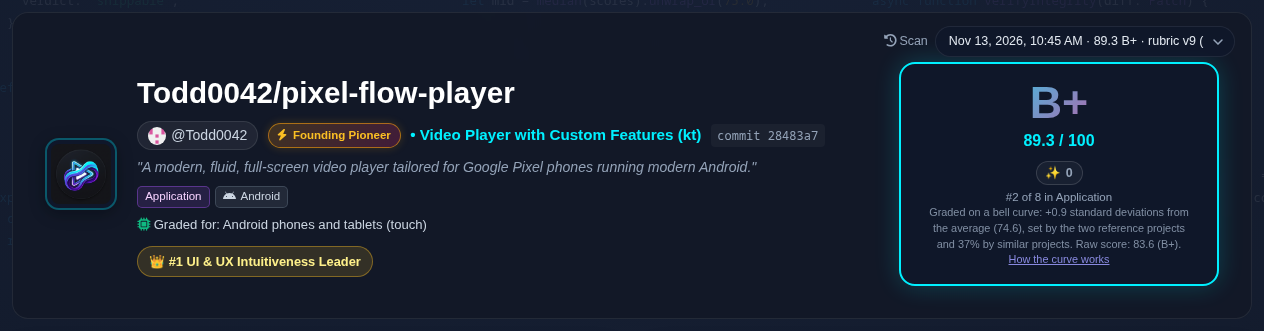 Scan
Nov 13, 2026, 10:45 AM · 89.3 B+ · rubric v9 (
Todd0042/pixel-flow-player
@Todd0042
Founding Pioneer
• Video Player with Custom Features (kt)
commit 28483a7
"A modern, fluid, full-screen video player tailored for Google Pixel phones running modern Android."
Application
Android
Graded for: Android phones and tablets (touch)
#1 UI & UX Intuitiveness Leader
B+
89.3 / 100
✨ 0
#2 of 8 in Application
Graded on a bell curve: +0.9 standard deviations from
the average (74.6), set by the two reference projects
and 37% by similar projects. Raw score: 83.6 (B+).
How the curve works